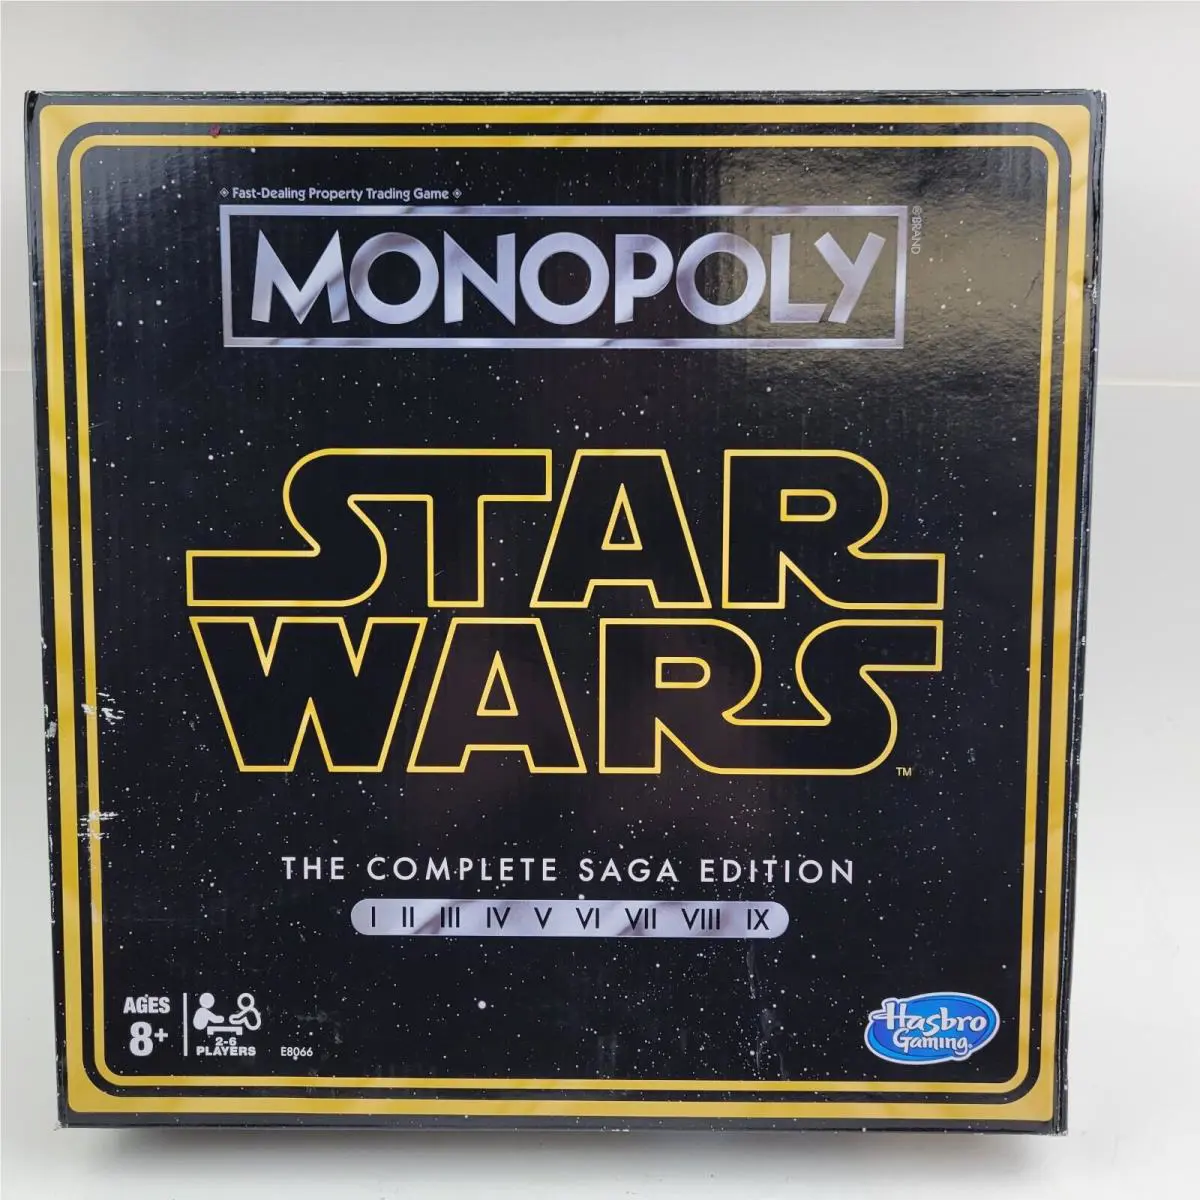 Fast-Dealing Property Trading Game
MONOPOLY
®BRAND
STAR
WARS
TM
THE COMPLETE SAGA EDITION
I II III IV V VI VII VIII IX
AGES
8+
2-6
PLAYERS
E8066
Hasbro
Gaming